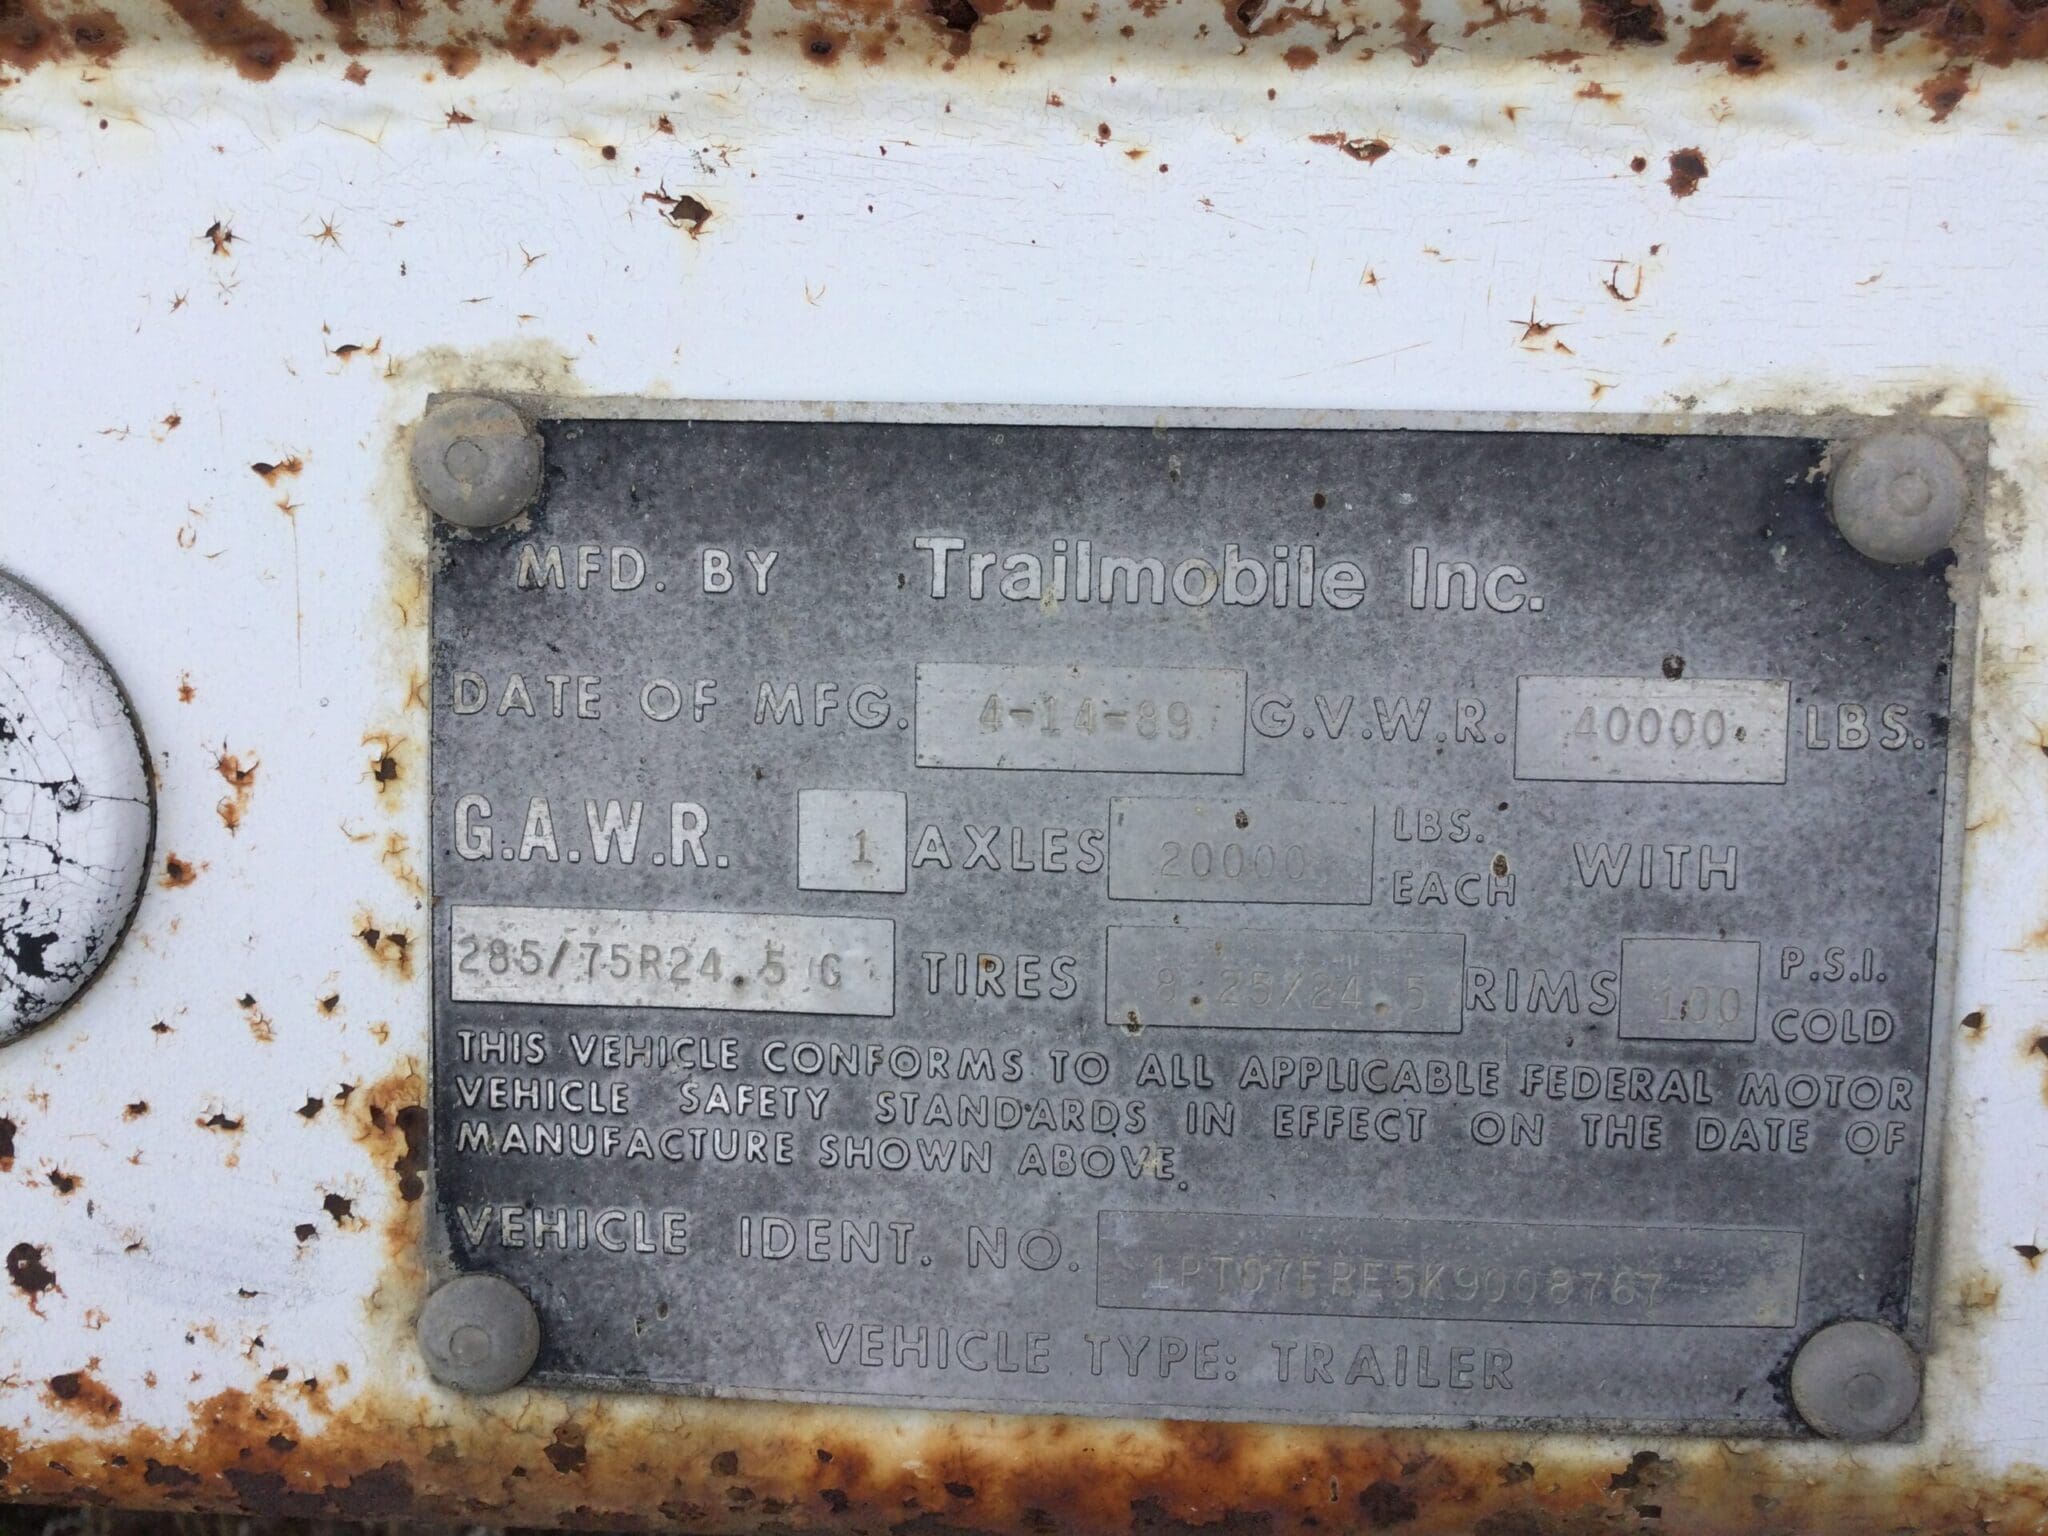 MFD. BY Trailmobile Inc.
DATE OF MFG. 4-14-89 G.V.W.R. 40000 LBS.
G.A.W.R. 1 AXLES 20000 LBS. EACH WITH
285/75R24.5 G TIRES 8.25/24.5 RIMS 100 P.S.I. COLD
THIS VEHICLE CONFORMS TO ALL APPLICABLE FEDERAL MOTOR
VEHICLE SAFETY STANDARDS IN EFFECT ON THE DATE OF
MANUFACTURE SHOWN ABOVE.
VEHICLE IDENT. NO.
VEHICLE TYPE: TRAILER